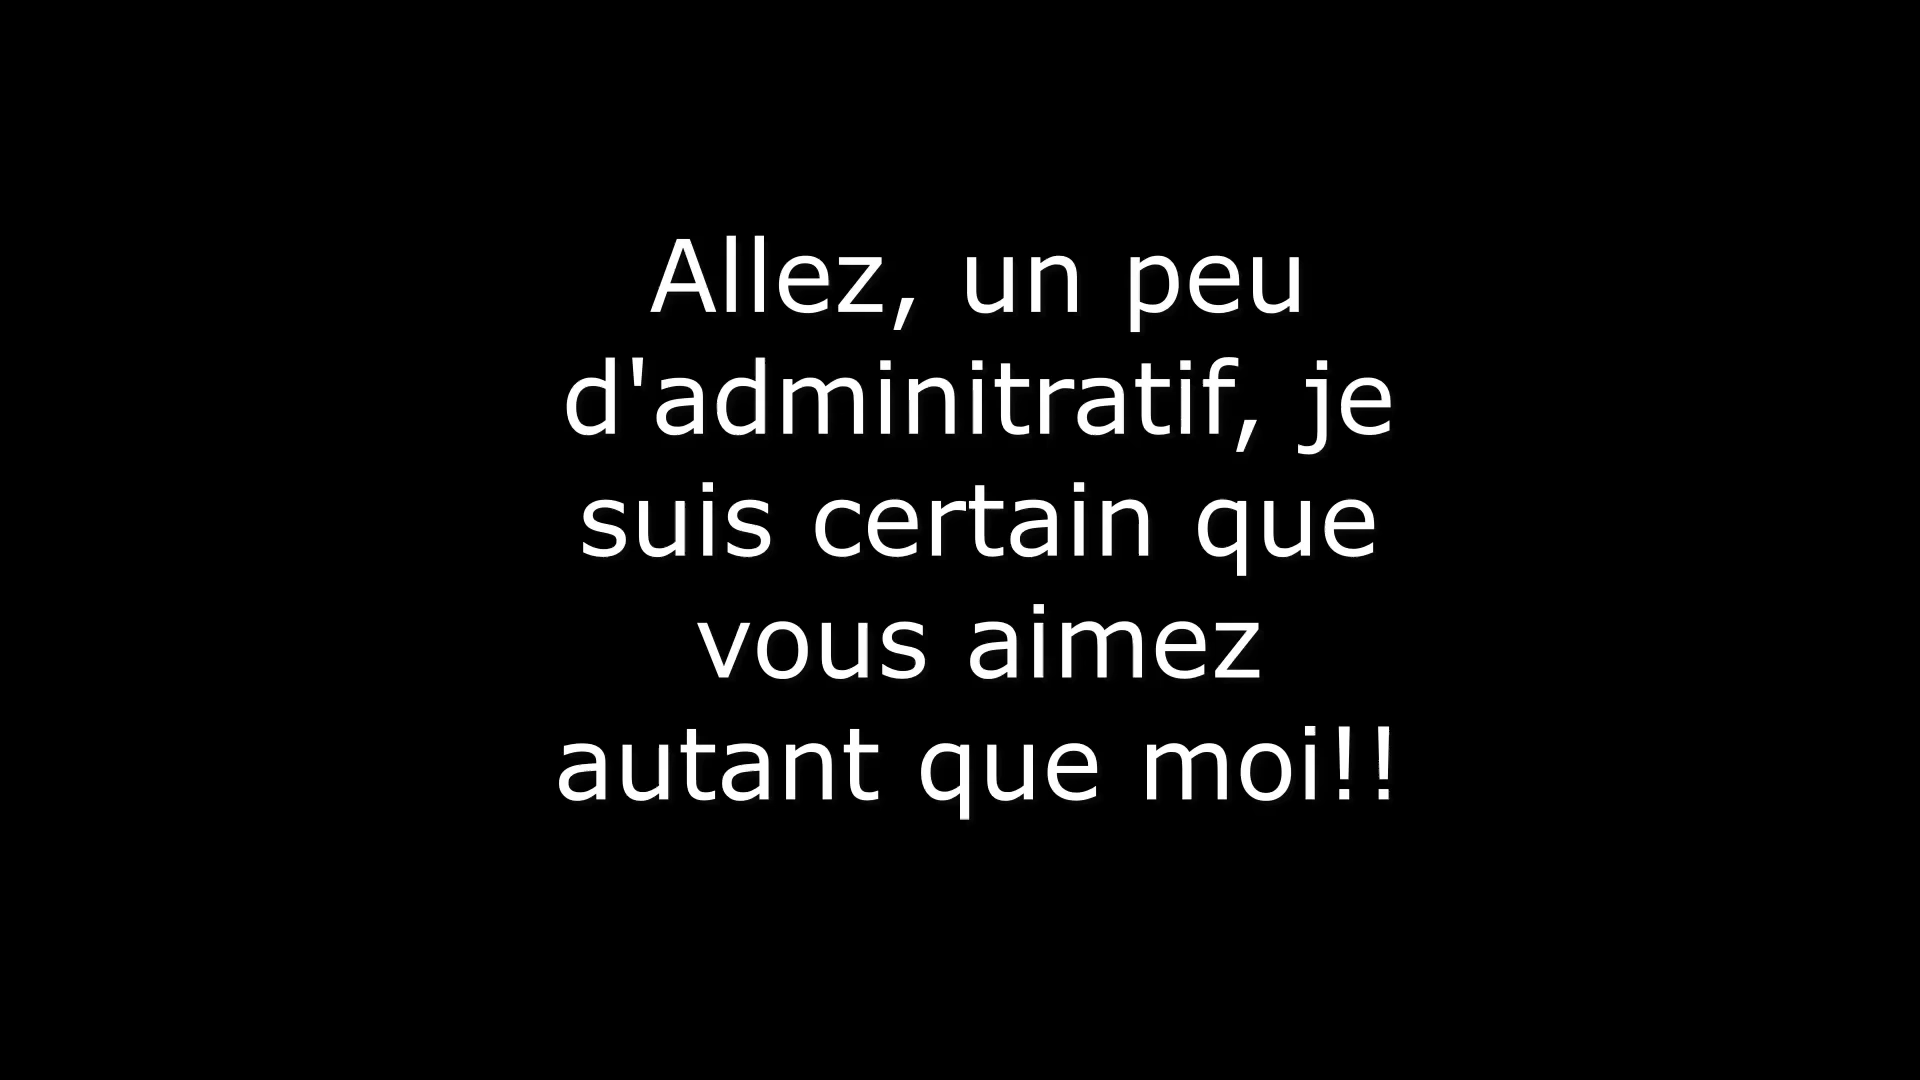 Allez, un peu
d'adminitratif, je
suis certain que
vous aimez
autant que moi!!